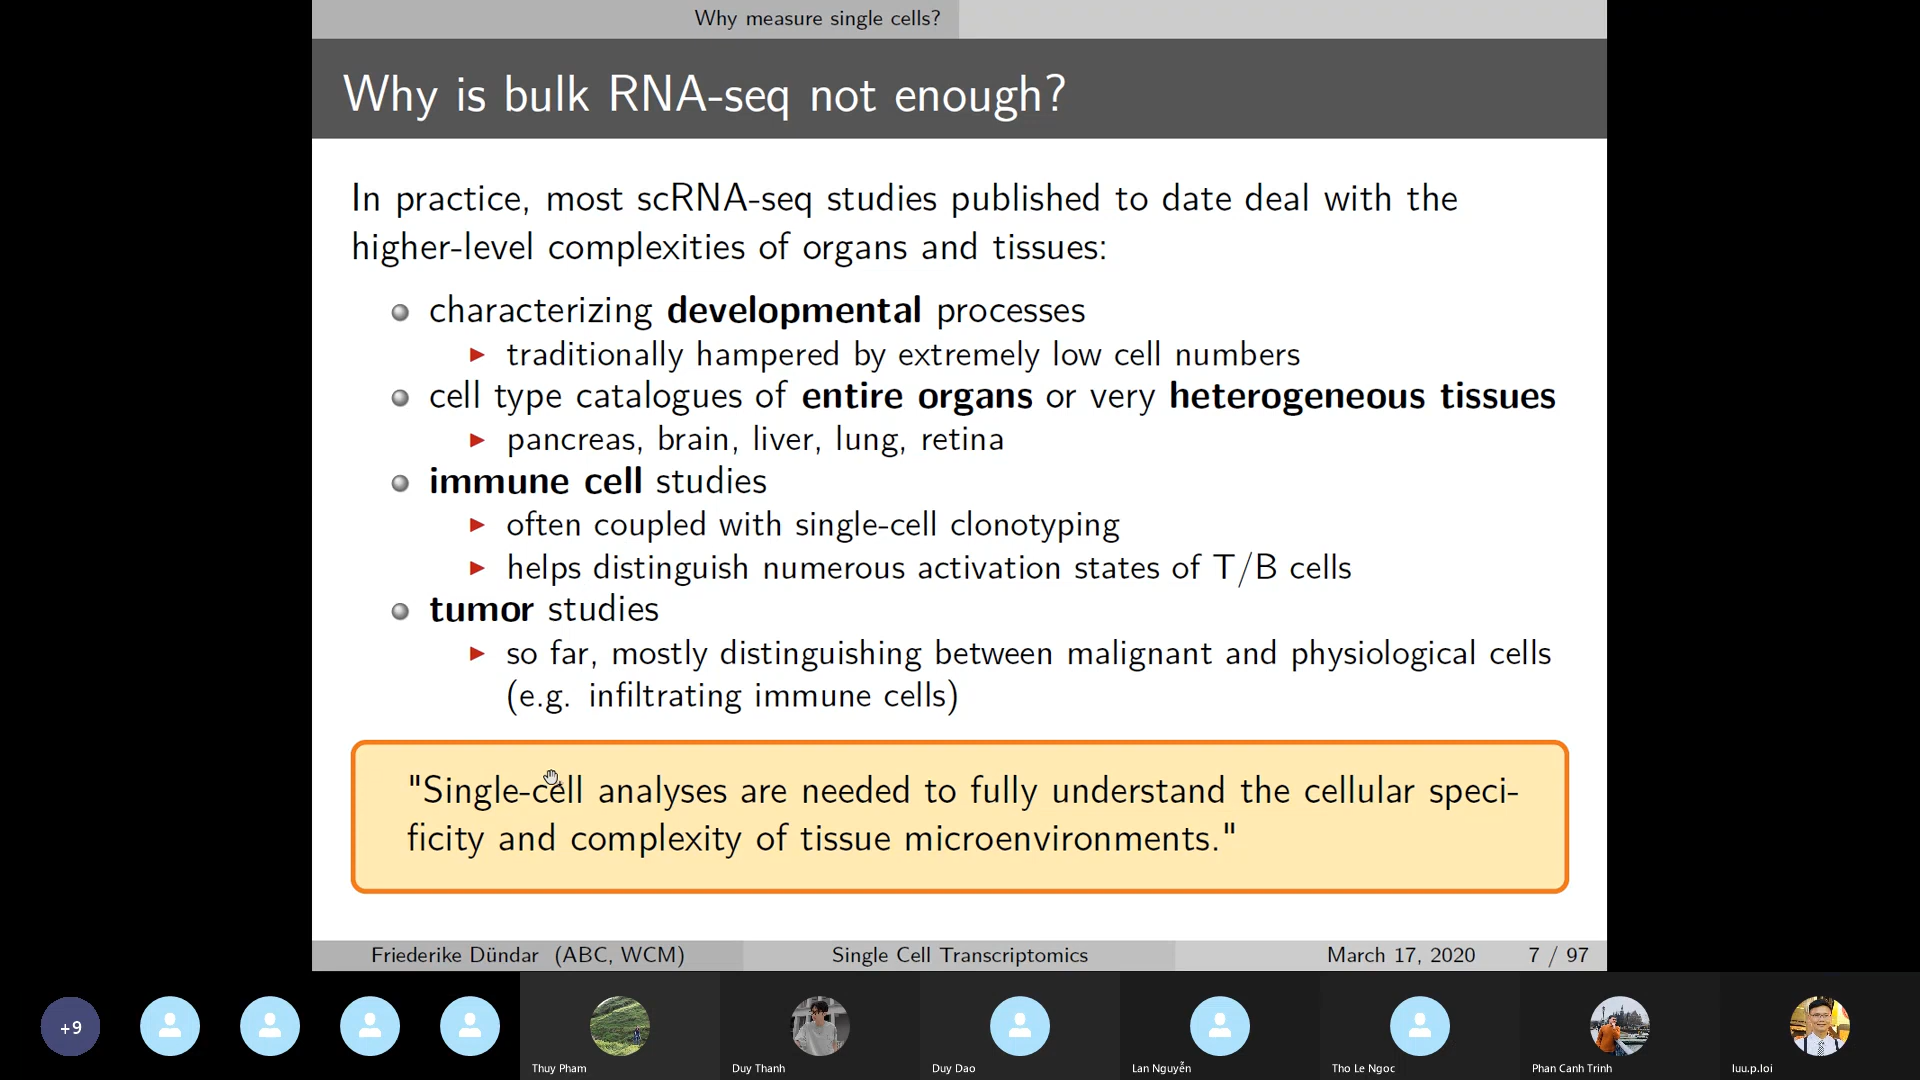 Why measure single cells?
Why is bulk RNA-seq not enough?
In practice, most scRNA-seq studies published to date deal with the
higher-level complexities of organs and tissues:
characterizing developmental processes
traditionally hampered by extremely low cell numbers
cell type catalogues of entire organs or very heterogeneous tissues
pancreas, brain, liver, lung, retina
immune cell studies
often coupled with single-cell clonotyping
helps distinguish numerous activation states of T/B cells
tumor studies
so far, mostly distinguishing between malignant and physiological cells
(e.g. infiltrating immune cells)
"Single-cell analyses are needed to fully understand the cellular speci-
ficity and complexity of tissue microenvironments."
Friederike Dündar (ABC, WCM) Single Cell Transcriptomics March 17, 2020 7 / 97
+9
Thuy Pham Duy Thanh Duy Dao Lan Nguyễn Tho Le Ngoc Phan Canh Trinh luu.p.loi